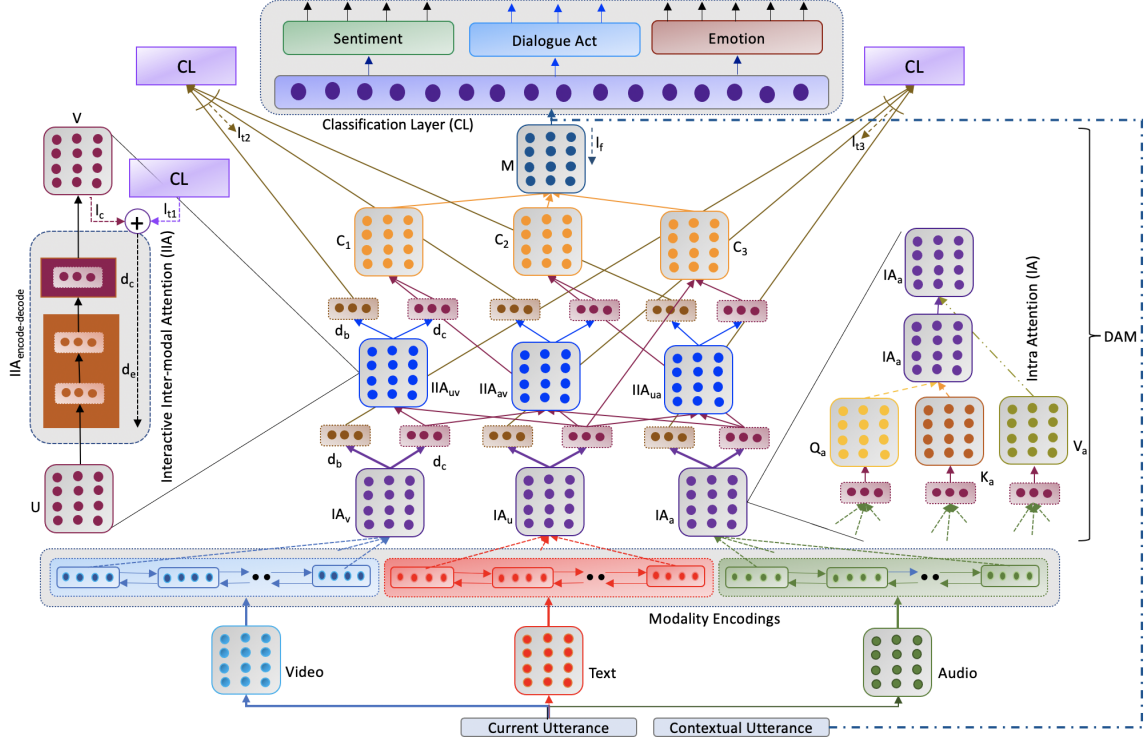 Sentiment
Dialogue Act
Emotion
CL
CL
Classification Layer (CL)
l_t2
l_t3
l_f
M
V
CL
l_c
l_t1
+
C_1
C_2
C_3
IA_a
IA_a
Intra Attention (IA)
DAM
IIA_encode-decode
d_c
d_e
Interactive Inter-modal Attention (IIA)
d_b
d_c
IIA_uv
IIA_av
IIA_ua
Q_a
K_a
V_a
d_b
d_c
U
IA_v
IA_u
IA_a
Modality Encodings
Video
Text
Audio
Current Utterance
Contextual Utterance